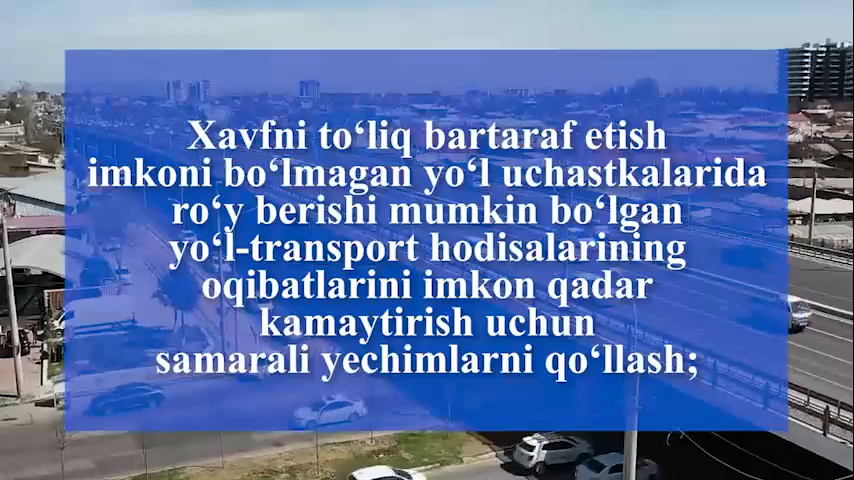 Xavfni to‘liq bartaraf etish
imkoni bo‘lmagan yo‘l uchastkalarida
ro‘y berishi mumkin bo‘lgan
yo‘l-transport hodisalarining
oqibatlarini imkon qadar
kamaytirish uchun
samarali yechimlarni qo‘llash;